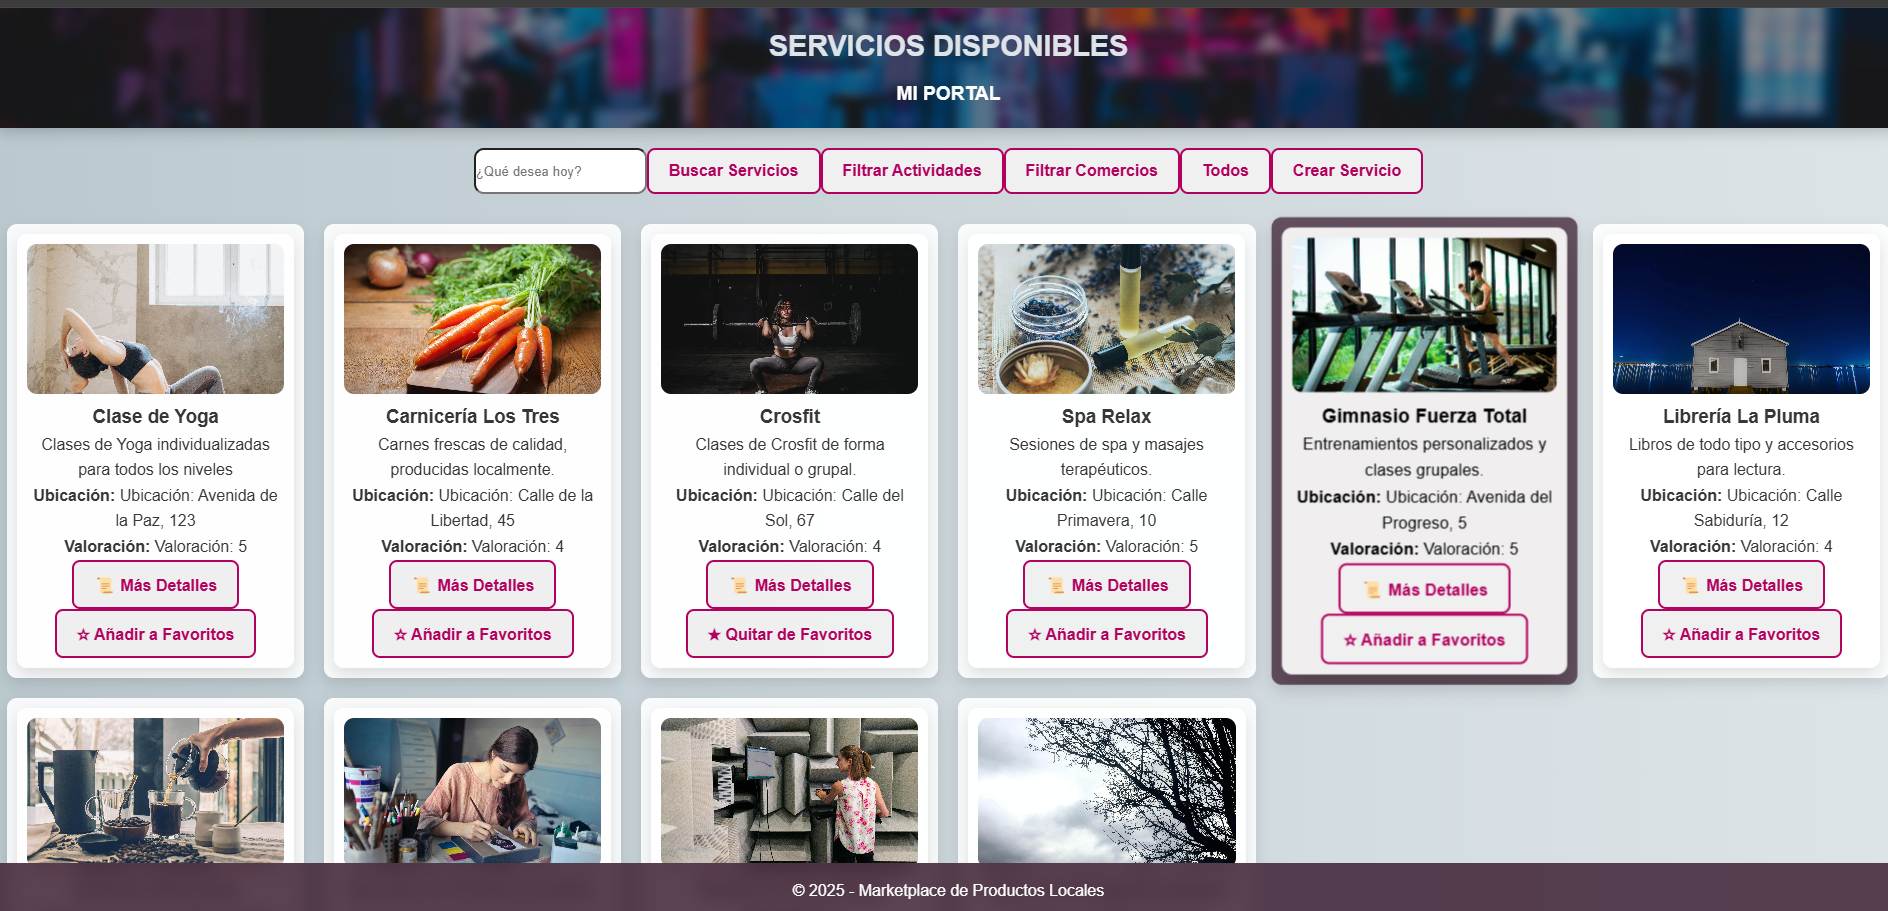 SERVICIOS DISPONIBLES
MI PORTAL
¿Qué desea hoy?
Buscar Servicios
Filtrar Actividades
Filtrar Comercios
Todos
Crear Servicio
Clase de Yoga
Clases de Yoga individualizadas
para todos los niveles
Ubicación: Ubicación: Avenida de
la Paz, 123
Valoración: Valoración: 5
📜 Más Detalles
☆ Añadir a Favoritos
Carnicería Los Tres
Carnes frescas de calidad,
producidas localmente.
Ubicación: Ubicación: Calle de la
Libertad, 45
Valoración: Valoración: 4
📜 Más Detalles
☆ Añadir a Favoritos
Crosfit
Clases de Crosfit de forma
individual o grupal.
Ubicación: Ubicación: Calle del
Sol, 67
Valoración: Valoración: 4
📜 Más Detalles
★ Quitar de Favoritos
Spa Relax
Sesiones de spa y masajes
terapéuticos.
Ubicación: Ubicación: Calle
Primavera, 10
Valoración: Valoración: 5
📜 Más Detalles
☆ Añadir a Favoritos
Gimnasio Fuerza Total
Entrenamientos personalizados y
clases grupales.
Ubicación: Ubicación: Avenida del
Progreso, 5
Valoración: Valoración: 5
📜 Más Detalles
☆ Añadir a Favoritos
Librería La Pluma
Libros de todo tipo y accesorios
para lectura.
Ubicación: Ubicación: Calle
Sabiduría, 12
Valoración: Valoración: 4
📜 Más Detalles
☆ Añadir a Favoritos
© 2025 - Marketplace de Productos Locales